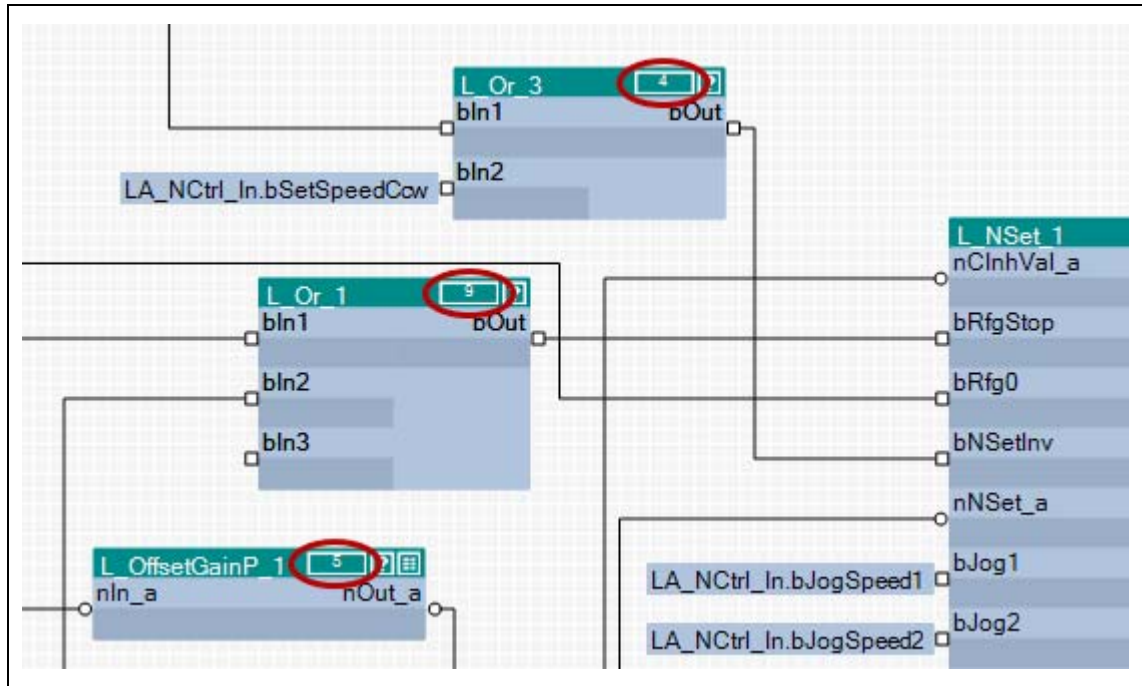 L_Or_3 4 ?
bIn1 bOut
bIn2
LA_NCtrl_In.bSetSpeedCcw
L_Or_1 9 ?
bIn1 bOut
bIn2
bIn3
L_OffsetGainP_1 5 ?
nIn_a nOut_a
L_NSet_1
nCInhVal_a
bRfgStop
bRfg0
bNSetInv
nNSet_a
LA_NCtrl_In.bJogSpeed1 bJog1
LA_NCtrl_In.bJogSpeed2 bJog2